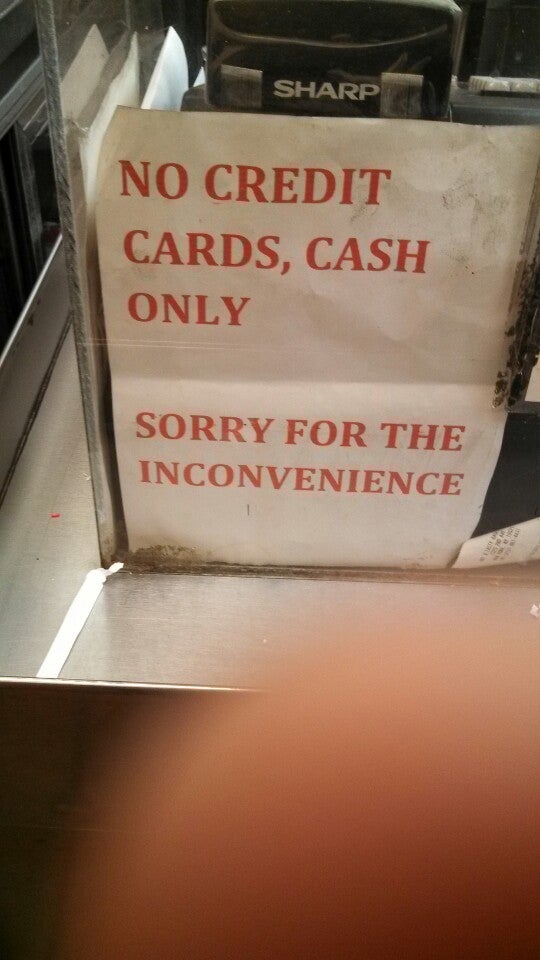 SHARP
NO CREDIT
CARDS, CASH
ONLY
SORRY FOR THE
INCONVENIENCE